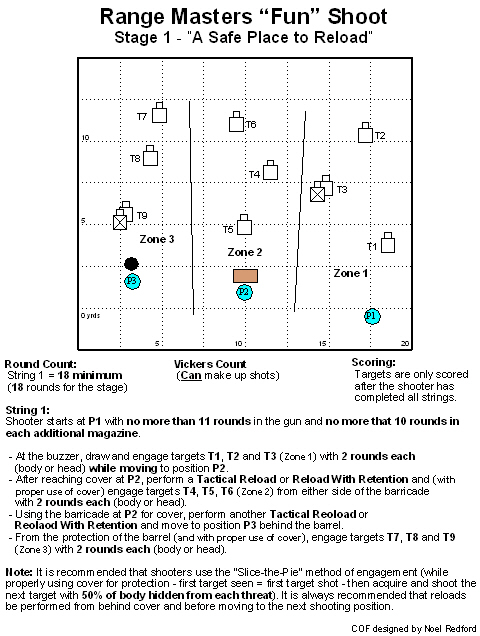 Range Masters “Fun” Shoot
Stage 1 - "A Safe Place to Reload"
T7
T6
T2
10
T8
T4
T3
T9
5
T5
T1
Zone 3
Zone 2
Zone 1
P3
P2
P1
0 yrds
5
10
15
20
Round Count:
String 1 = 18 minimum
(18 rounds for the stage)
Vickers Count
(Can make up shots)
Scoring:
Targets are only scored
after the shooter has
completed all strings.
String 1:
Shooter starts at P1 with no more than 11 rounds in the gun and no more that 10 rounds in
each additional magazine.
- At the buzzer, draw and engage targets T1, T2 and T3 (Zone 1) with 2 rounds each
(body or head) while moving to position P2.
- After reaching cover at P2, perform a Tactical Reload or Reload With Retention and (with
proper use of cover) engage targets T4, T5, T6 (Zone 2) from either side of the barricade
with 2 rounds each (body or head).
- Using the barricade at P2 for cover, perform another Tactical Reoload or
Reolaod With Retention and move to position P3 behind the barrel.
- From the protection of the barrel (and with proper use of cover), engage targets T7, T8 and T9
(Zone 3) with 2 rounds each (body or head).
Note: It is recommended that shooters use the "Slice-the-Pie" method of engagement (while
properly using cover for protection - first target seen = first target shot - then acquire and shoot the
next target with 50% of body hidden from each threat). It is always recommended that reloads
be performed from behind cover and before moving to the next shooting position.
COF designed by Noel Redford